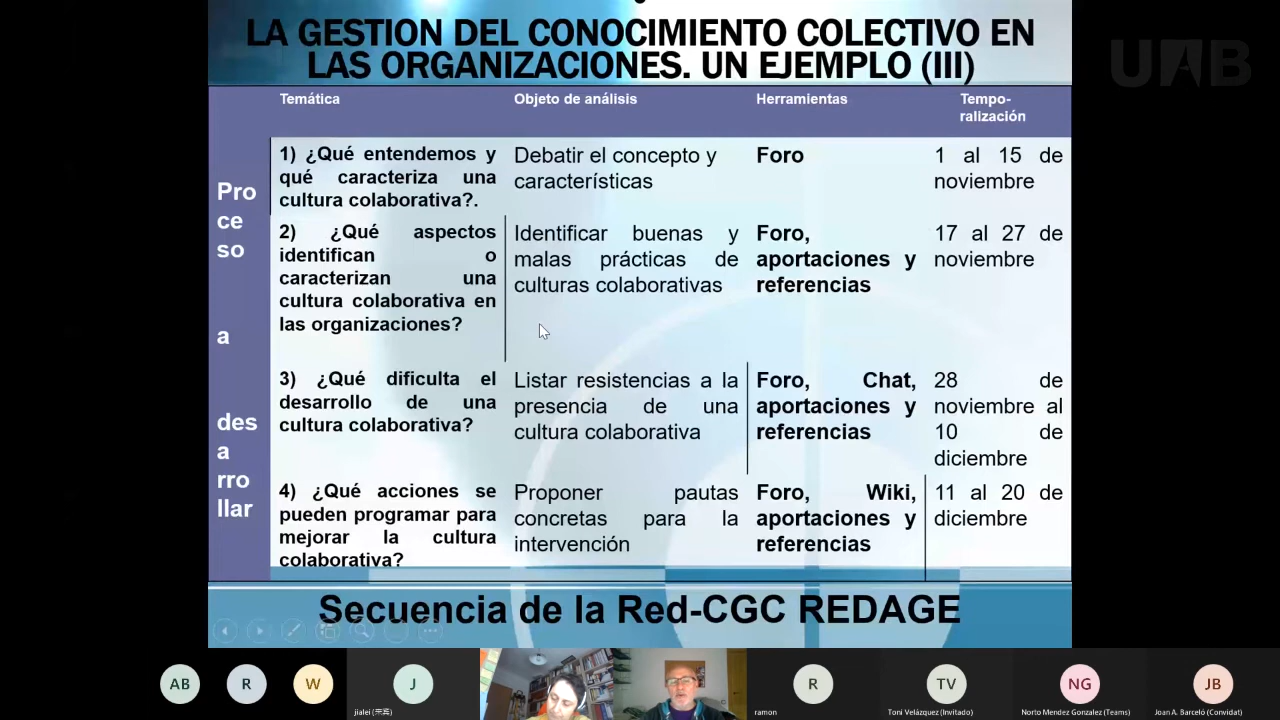 LA GESTION DEL CONOCIMIENTO COLECTIVO EN
LAS ORGANIZACIONES. UN EJEMPLO (III)
UAB
Temática
Objeto de análisis
Herramientas
Tempo-
ralización
Pro
ce
so
a
des
a
rro
llar
1) ¿Qué entendemos y
qué caracteriza una
cultura colaborativa?.
Debatir el concepto y
características
Foro
1 al 15 de
noviembre
2) ¿Qué aspectos
identifican o
caracterizan una
cultura colaborativa en
las organizaciones?
Identificar buenas y
malas prácticas de
culturas colaborativas
Foro,
aportaciones y
referencias
17 al 27 de
noviembre
3) ¿Qué dificulta el
desarrollo de una
cultura colaborativa?
Listar resistencias a la
presencia de una
cultura colaborativa
Foro, Chat,
aportaciones y
referencias
28 de
noviembre al
10 de
diciembre
4) ¿Qué acciones se
pueden programar para
mejorar la cultura
colaborativa?
Proponer pautas
concretas para la
intervención
Foro, Wiki,
aportaciones y
referencias
11 al 20 de
diciembre
Secuencia de la Red-CGC REDAGE
AB
R
W
J
R
TV
NG
JB
jialei
ramon
Toni Velázquez (Invitado)
Norto Mendez Gonzalez (Teams)
Joan A. Barceló (Convidat)